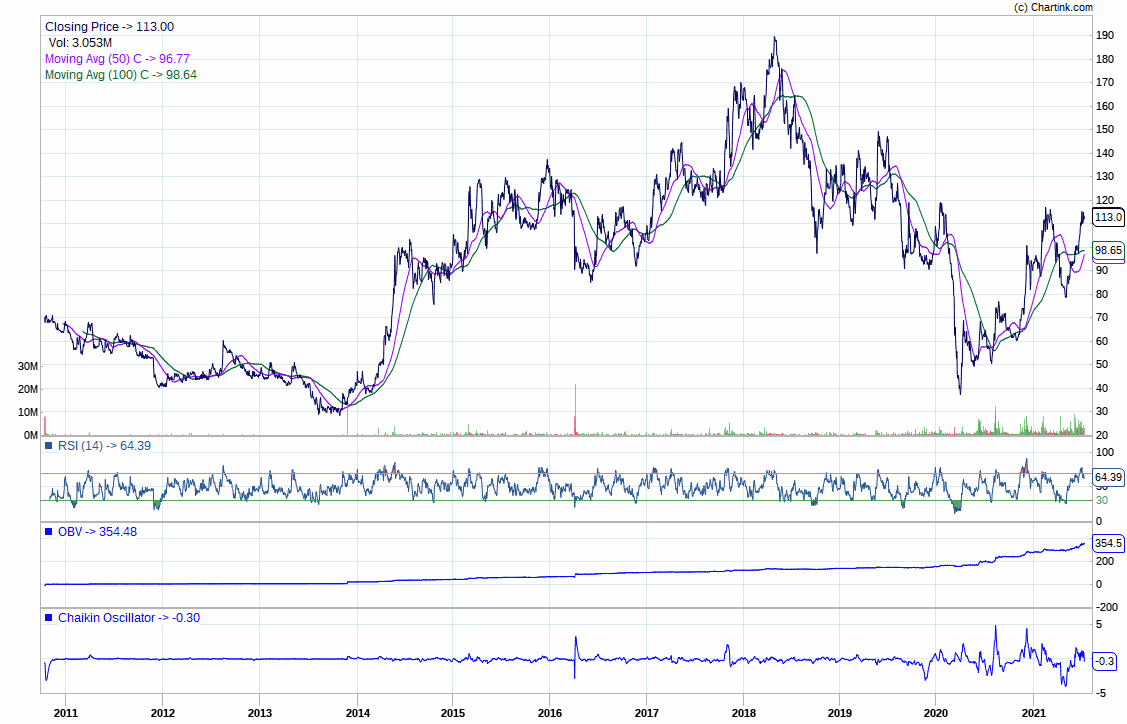 (c) Chartink.com
Closing Price -> 113.00
Vol: 3.053M
Moving Avg (50) C -> 96.77
Moving Avg (100) C -> 98.64
190
180
170
160
150
140
130
120
113.0
98.65
90
80
70
60
50
40
30
20
30M
20M
10M
0M
RSI (14) -> 64.39
100
64.39
50
30
0
OBV -> 354.48
354.5
200
0
-200
Chaikin Oscillator -> -0.30
5
-0.3
-5
2011 2012 2013 2014 2015 2016 2017 2018 2019 2020 2021